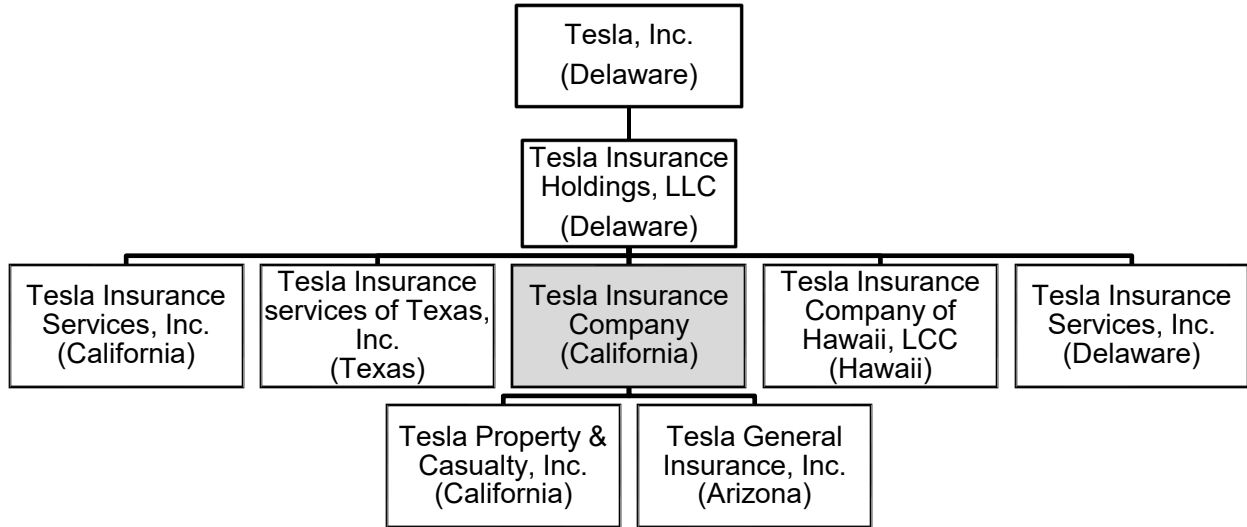 Tesla, Inc.
(Delaware)
Tesla Insurance
Holdings, LLC
(Delaware)
Tesla Insurance
Services, Inc.
(California)
Tesla Insurance
services of Texas,
Inc.
(Texas)
Tesla Insurance
Company
(California)
Tesla Insurance
Company of
Hawaii, LCC
(Hawaii)
Tesla Insurance
Services, Inc.
(Delaware)
Tesla Property &
Casualty, Inc.
(California)
Tesla General
Insurance, Inc.
(Arizona)